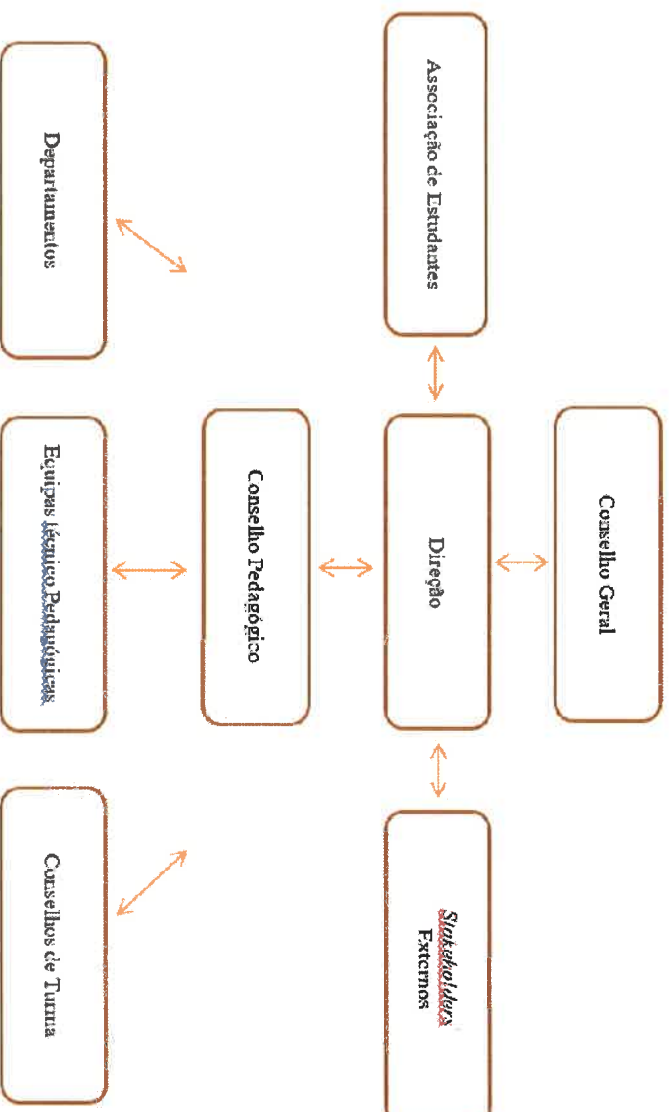 Conselho Geral
Associação de Estudantes
Direção
Stakeholders
Externos
Conselho Pedagógico
Departamentos
Equipas técnico Pedagógicas
Conselhos de Turma